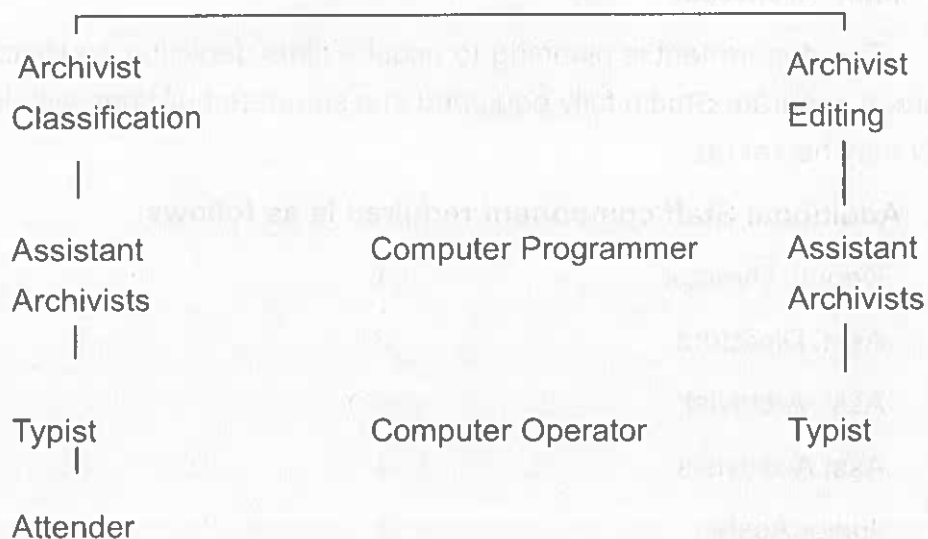 Archivist Archivist
Classification Editing
Assistant Computer Programmer Assistant
Archivists Archivists
Typist Computer Operator Typist
Attender